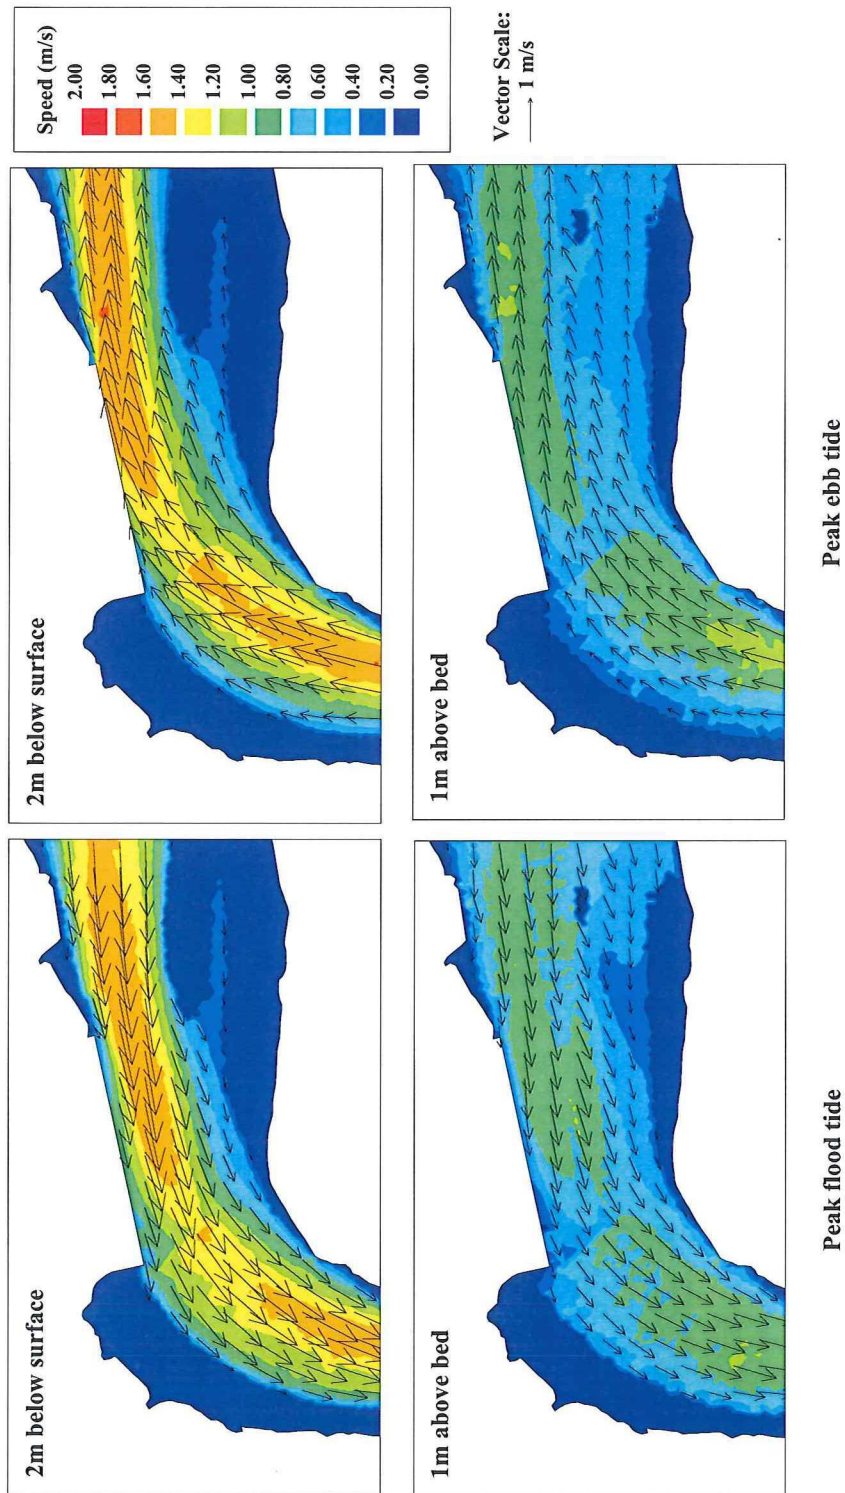 2m below surface
2m below surface
Speed (m/s)
2.00
1.80
1.60
1.40
1.20
1.00
0.80
0.60
0.40
0.20
0.00
1m above bed
1m above bed
Vector Scale:
1 m/s
Peak flood tide
Peak ebb tide